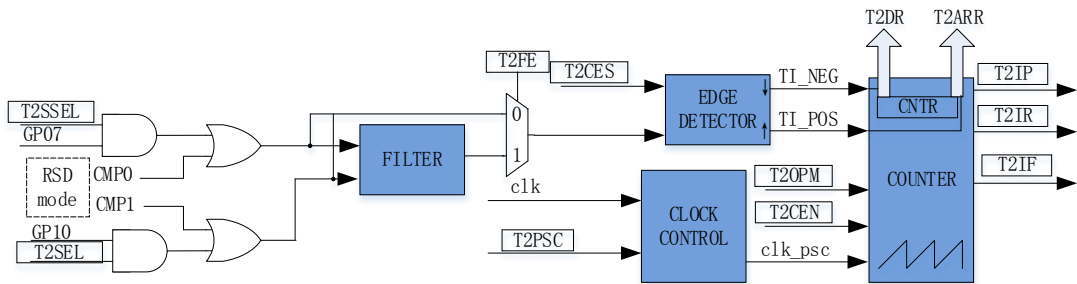 T2DR
T2ARR
T2FE
T2CES
TI_NEG
T2IP
T2SSEL
GP07
0
EDGE
DETECTOR
CNTR
TI_POS
T2IR
1
FILTER
RSD
mode
CMP0
CMP1
clk
T2OPM
COUNTER
T2IF
CLOCK
CONTROL
T2CEN
GP10
T2SEL
T2PSC
clk_psc